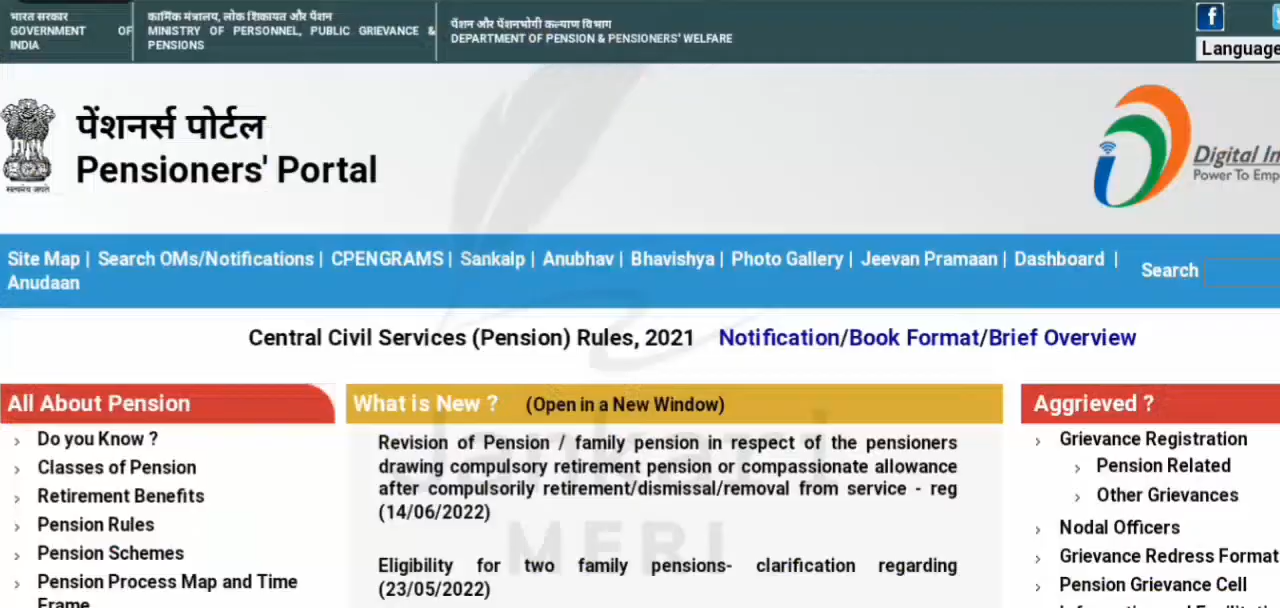 भारत सरकार
GOVERNMENT OF
INDIA
कार्मिक मंत्रालय, लोक शिकायत और पेंशन
MINISTRY OF PERSONNEL, PUBLIC GRIEVANCE &
PENSIONS
पेंशन और पेंशनभोगी कल्याण विभाग
DEPARTMENT OF PENSION & PENSIONERS' WELFARE
f
Language
सत्यमेव जयते
पेंशनर्स पोर्टल
Pensioners' Portal
Digital In
Power To Emp
Site Map | Search OMs/Notifications | CPENGRAMS | Sankalp | Anubhav | Bhavishya | Photo Gallery | Jeevan Pramaan | Dashboard |
Anudaan
Search
Central Civil Services (Pension) Rules, 2021 Notification/Book Format/Brief Overview
All About Pension
› Do you Know ?
› Classes of Pension
› Retirement Benefits
› Pension Rules
› Pension Schemes
› Pension Process Map and Time
Frame
What is New ? (Open in a New Window)
Revision of Pension / family pension in respect of the pensioners
drawing compulsory retirement pension or compassionate allowance
after compulsorily retirement/dismissal/removal from service - reg
(14/06/2022)
Eligibility for two family pensions- clarification regarding
(23/05/2022)
Jankari
MERI
Aggrieved ?
› Grievance Registration
› Pension Related
› Other Grievances
› Nodal Officers
› Grievance Redress Format
› Pension Grievance Cell